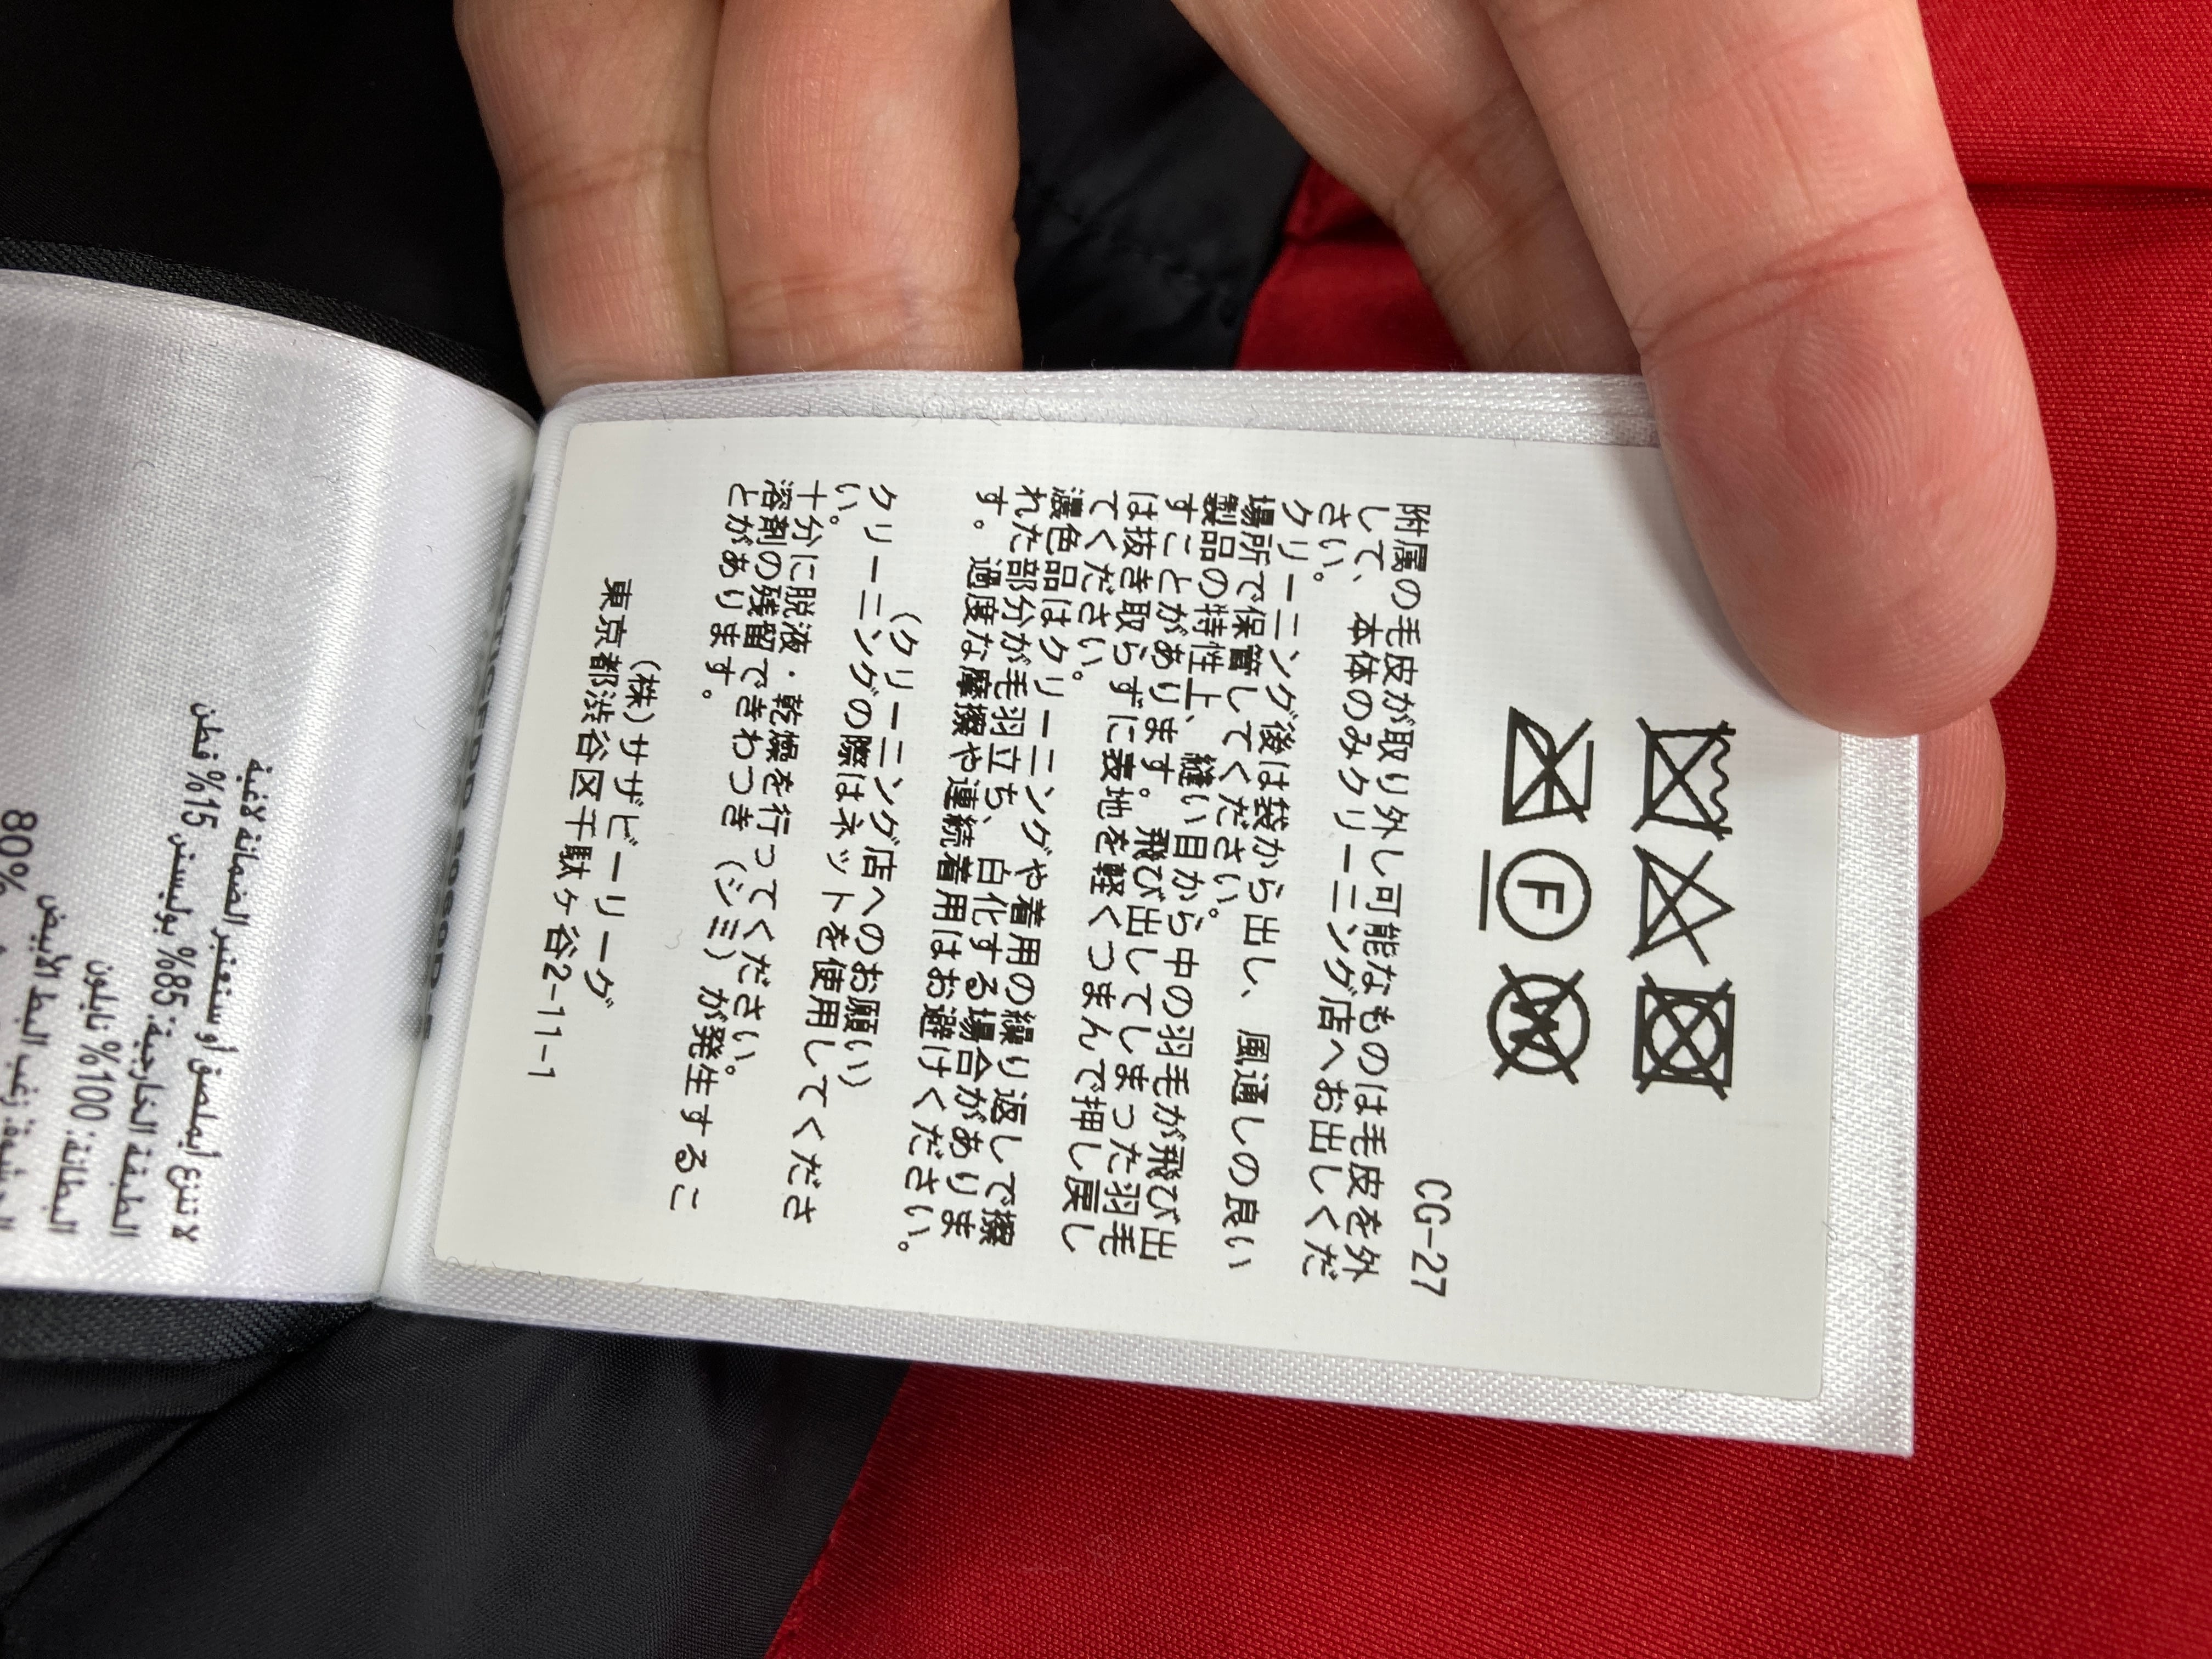 F
W
CG-27
附属の毛皮が取り外し可能なものは毛皮を外
して、本体のみクリーニング店へお出しくだ
さい。
クリーニング後は袋から出し、風通しの良い
場所で保管してください。
製品の特性上、縫い目から中の羽毛が飛び出
すことがあります。飛び出してしまった羽毛
は抜き取らずに表地を軽くつまんで押し戻し
てください。
濃色品はクリーニングや着用の繰り返しで擦
れた部分が毛羽立ち、白化する場合がありま
す。過度な摩擦や連続着用はお避けください。
(クリーニング店へのお願い)
クリーニングの際はネットを使用してくださ
い。
十分に脱液・乾燥を行ってください。
溶剤の残留できわつき(シミ)が発生するこ
とがあります。
(株)サザビーリーグ
東京都渋谷区千駄ケ谷2-11-1
لا تنزع أي ملصق أو ستعتبر الضمانة لاغية
الطبقة الخارجية: 85% بوليستر، 15% قطن
البطانة: 100% نايلون
80%